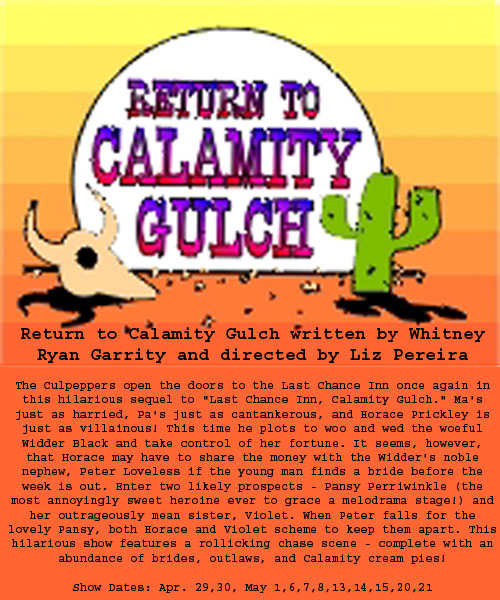 RETURN TO
CALAMITY
GULCH
Return to Calamity Gulch written by Whitney
Ryan Garrity and directed by Liz Pereira
The Culpeppers open the doors to the Last Chance Inn once again in
this hilarious sequel to "Last Chance Inn, Calamity Gulch." Ma's
just as harried, Pa's just as cantankerous, and Horace Prickley is
just as villainous! This time he plots to woo and wed the woeful
Widder Black and take control of her fortune. It seems, however,
that Horace may have to share the money with the Widder's noble
nephew, Peter Loveless if the young man finds a bride before the
week is out. Enter two likely prospects - Pansy Perriwinkle (the
most annoyingly sweet heroine ever to grace a melodrama stage!) and
her outrageously mean sister, Violet. When Peter falls for the
lovely Pansy, both Horace and Violet scheme to keep them apart. This
hilarious show features a rollicking chase scene - complete with an
abundance of brides, outlaws, and Calamity cream pies!
Show Dates: Apr. 29,30, May 1,6,7,8,13,14,15,20,21